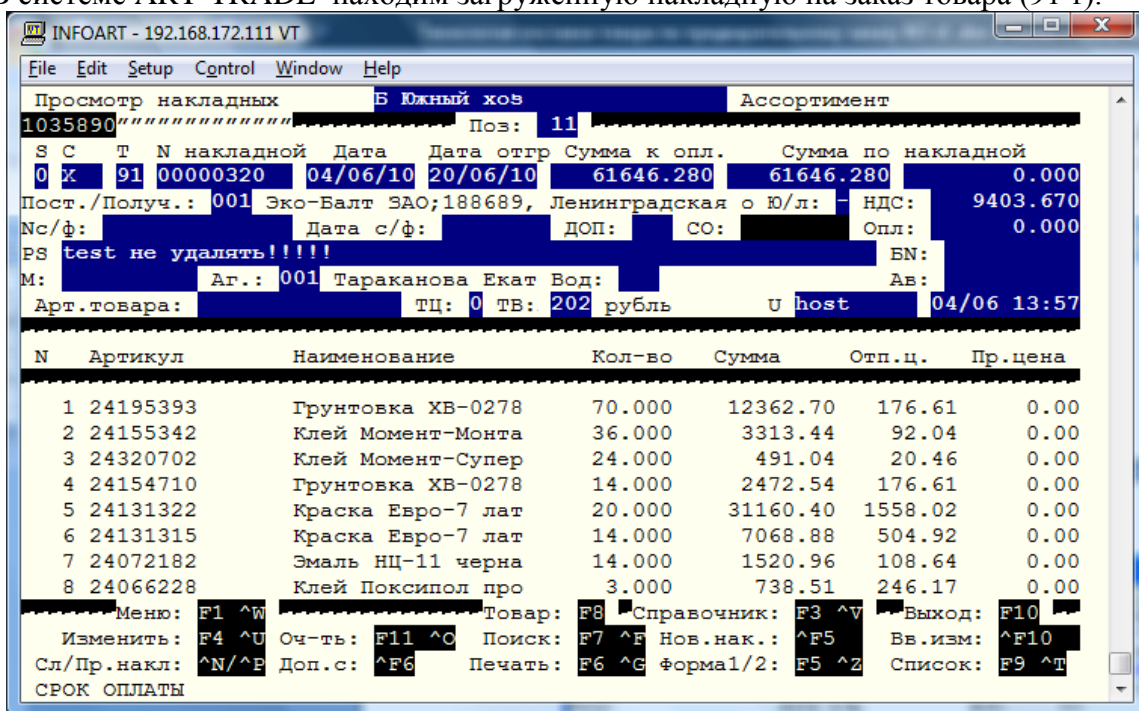 В системе ART-TRADE находим загруженную накладную на заказ товара (91 т).
INFOART - 192.168.172.111 VT
File Edit Setup Control Window Help
Просмотр накладных Б Южный хов Ассортимент
1035890"""""""""""""" Поз: 11
S C Т N накладной Дата Дата отгр Сумма к опл. Сумма по накладной
0 X 91 00000320 04/06/10 20/06/10 61646.280 61646.280 0.000
Пост./Получ.: 001 Эко-Балт ЗАО;188689, Ленинградская о Ю/л: - НДС: 9403.670
Nс/ф: Дата с/ф: ДОП: СО: Опл: 0.000
PS test не удалять!!!!! БN:
М: Аг.: 001 Тараканова Екат Вод: Ав:
Арт.товара: ТЦ: 0 ТВ: 202 рубль U host 04/06 13:57
N Артикул Наименование Кол-во Сумма Отп.ц. Пр.цена
1 24195393 Грунтовка ХВ-0278 70.000 12362.70 176.61 0.00
2 24155342 Клей Момент-Монта 36.000 3313.44 92.04 0.00
3 24320702 Клей Момент-Супер 24.000 491.04 20.46 0.00
4 24154710 Грунтовка ХВ-0278 14.000 2472.54 176.61 0.00
5 24131322 Краска Евро-7 лат 20.000 31160.40 1558.02 0.00
6 24131315 Краска Евро-7 лат 14.000 7068.88 504.92 0.00
7 24072182 Эмаль НЦ-11 черна 14.000 1520.96 108.64 0.00
8 24066228 Клей Поксипол про 3.000 738.51 246.17 0.00
Меню: F1 ^W Товар: F8 Справочник: F3 ^V Выход: F10
Изменить: F4 ^U Оч-ть: F11 ^O Поиск: F7 ^F Нов.нак.: ^F5 Вв.изм: ^F10
Сл/Пр.накл: ^N/^P Доп.с: ^F6 Печать: F6 ^G Форма1/2: F5 ^Z Список: F9 ^T
СРОК ОПЛАТЫ